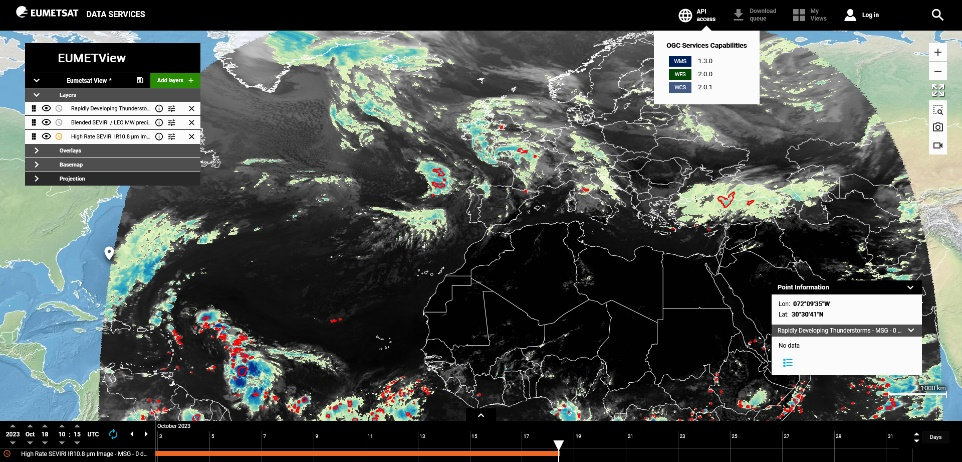 EUMETSAT DATA SERVICES
API access
Download queue
My Views
Log in
EUMETView
Eumetsat View *
Add layers +
Layers
Rapidly Developing Thundersto...
Blended SEVIRI / LEO MW preci...
High Rate SEVIRI IR10.8 µm Im...
Overlays
Basemap
Projection
OGC Services Capabilities
WMS 1.3.0
WFS 2.0.0
WCS 2.0.1
Point Information
Lon: 072°09'35"W
Lat: 30°30'41"N
Rapidly Developing Thunderstorms - MSG - 0 ...
No data
1000 km
2023 Oct 18 10 : 15 UTC
October 2023
3 5 7 9 11 13 15 17 19 21 23 25 27 29 31
Days
High Rate SEVIRI IR10.8 µm Image - MSG - 0 d...